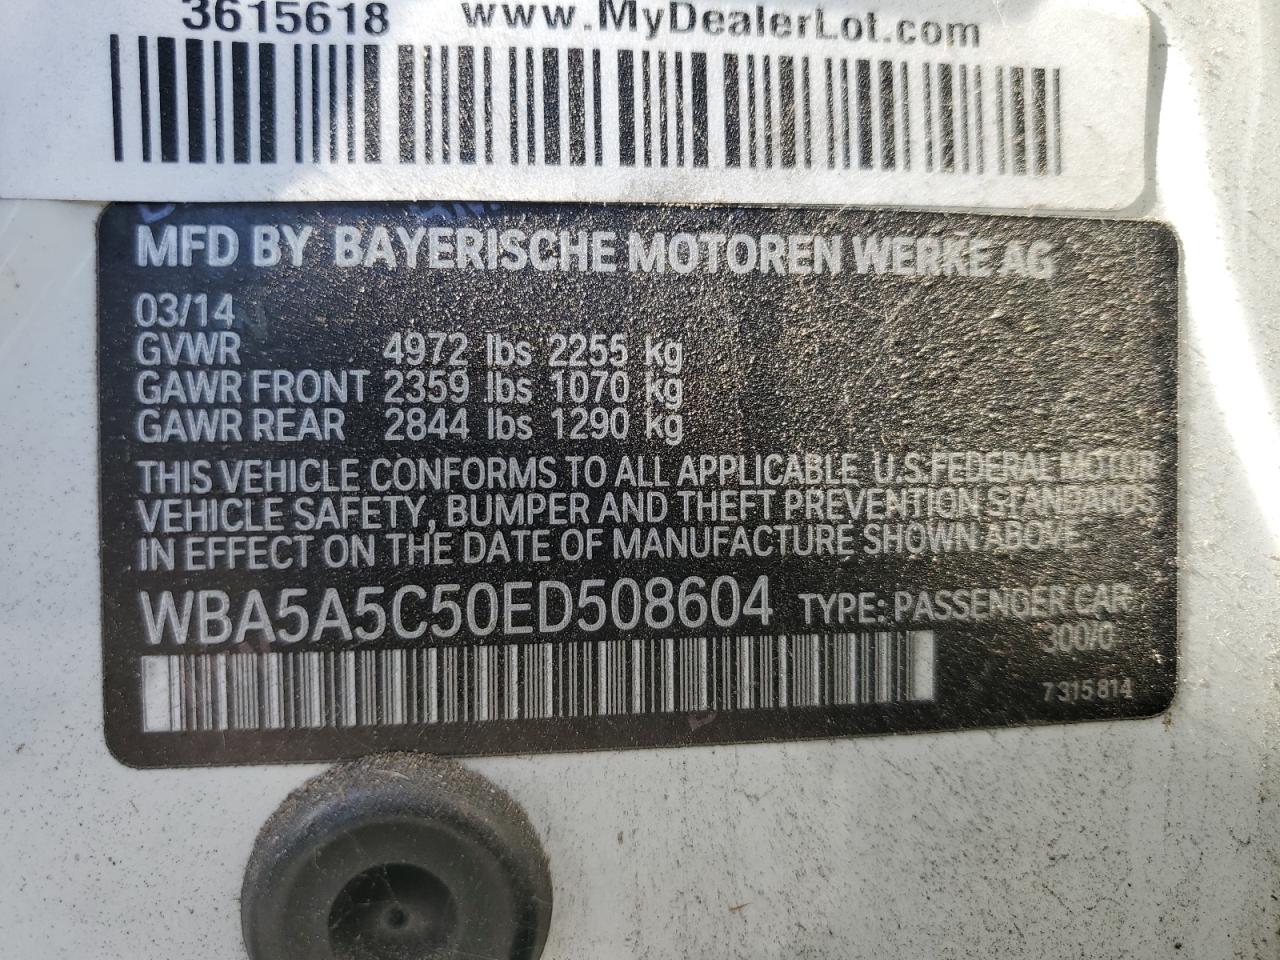 3615618 www.MyDealerLot.com
MFD BY BAYERISCHE MOTOREN WERKE AG
03/14
GVWR 4972 lbs 2255 kg
GAWR FRONT 2359 lbs 1070 kg
GAWR REAR 2844 lbs 1290 kg
THIS VEHICLE CONFORMS TO ALL APPLICABLE U.S. FEDERAL MOTOR
VEHICLE SAFETY, BUMPER AND THEFT PREVENTION STANDARDS
IN EFFECT ON THE DATE OF MANUFACTURE SHOWN ABOVE.
WBA5A5C50ED508604 TYPE: PASSENGER CAR
300/0
7 315 814